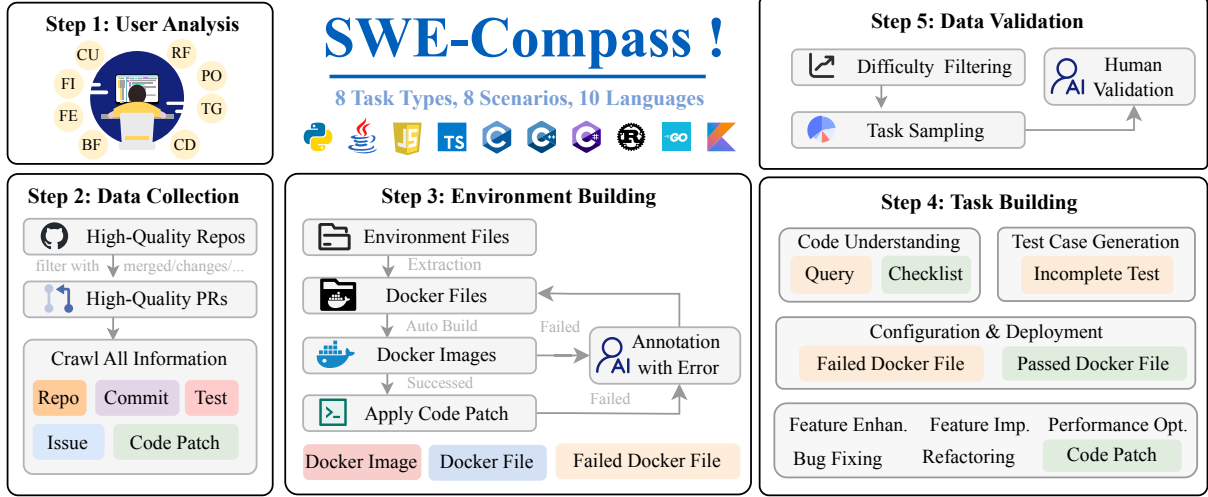 Step 1: User Analysis
CU
RF
FI
PO
FE
TG
BF
CD
SWE-Compass !
8 Task Types, 8 Scenarios, 10 Languages
JS
TS
C
C++
C#
R
GO
Step 5: Data Validation
Difficulty Filtering
Task Sampling
AI
Human
Validation
Step 2: Data Collection
High-Quality Repos
filter with merged/changes/...
High-Quality PRs
Crawl All Information
Repo
Commit
Test
Issue
Code Patch
Step 3: Environment Building
Environment Files
Extraction
Docker Files
Auto Build
Failed
Docker Images
AI
Annotation
with Error
Successed
Failed
Apply Code Patch
Docker Image
Docker File
Failed Docker File
Step 4: Task Building
Code Understanding
Query
Checklist
Test Case Generation
Incomplete Test
Configuration & Deployment
Failed Docker File
Passed Docker File
Feature Enhan.
Feature Imp.
Performance Opt.
Bug Fixing
Refactoring
Code Patch